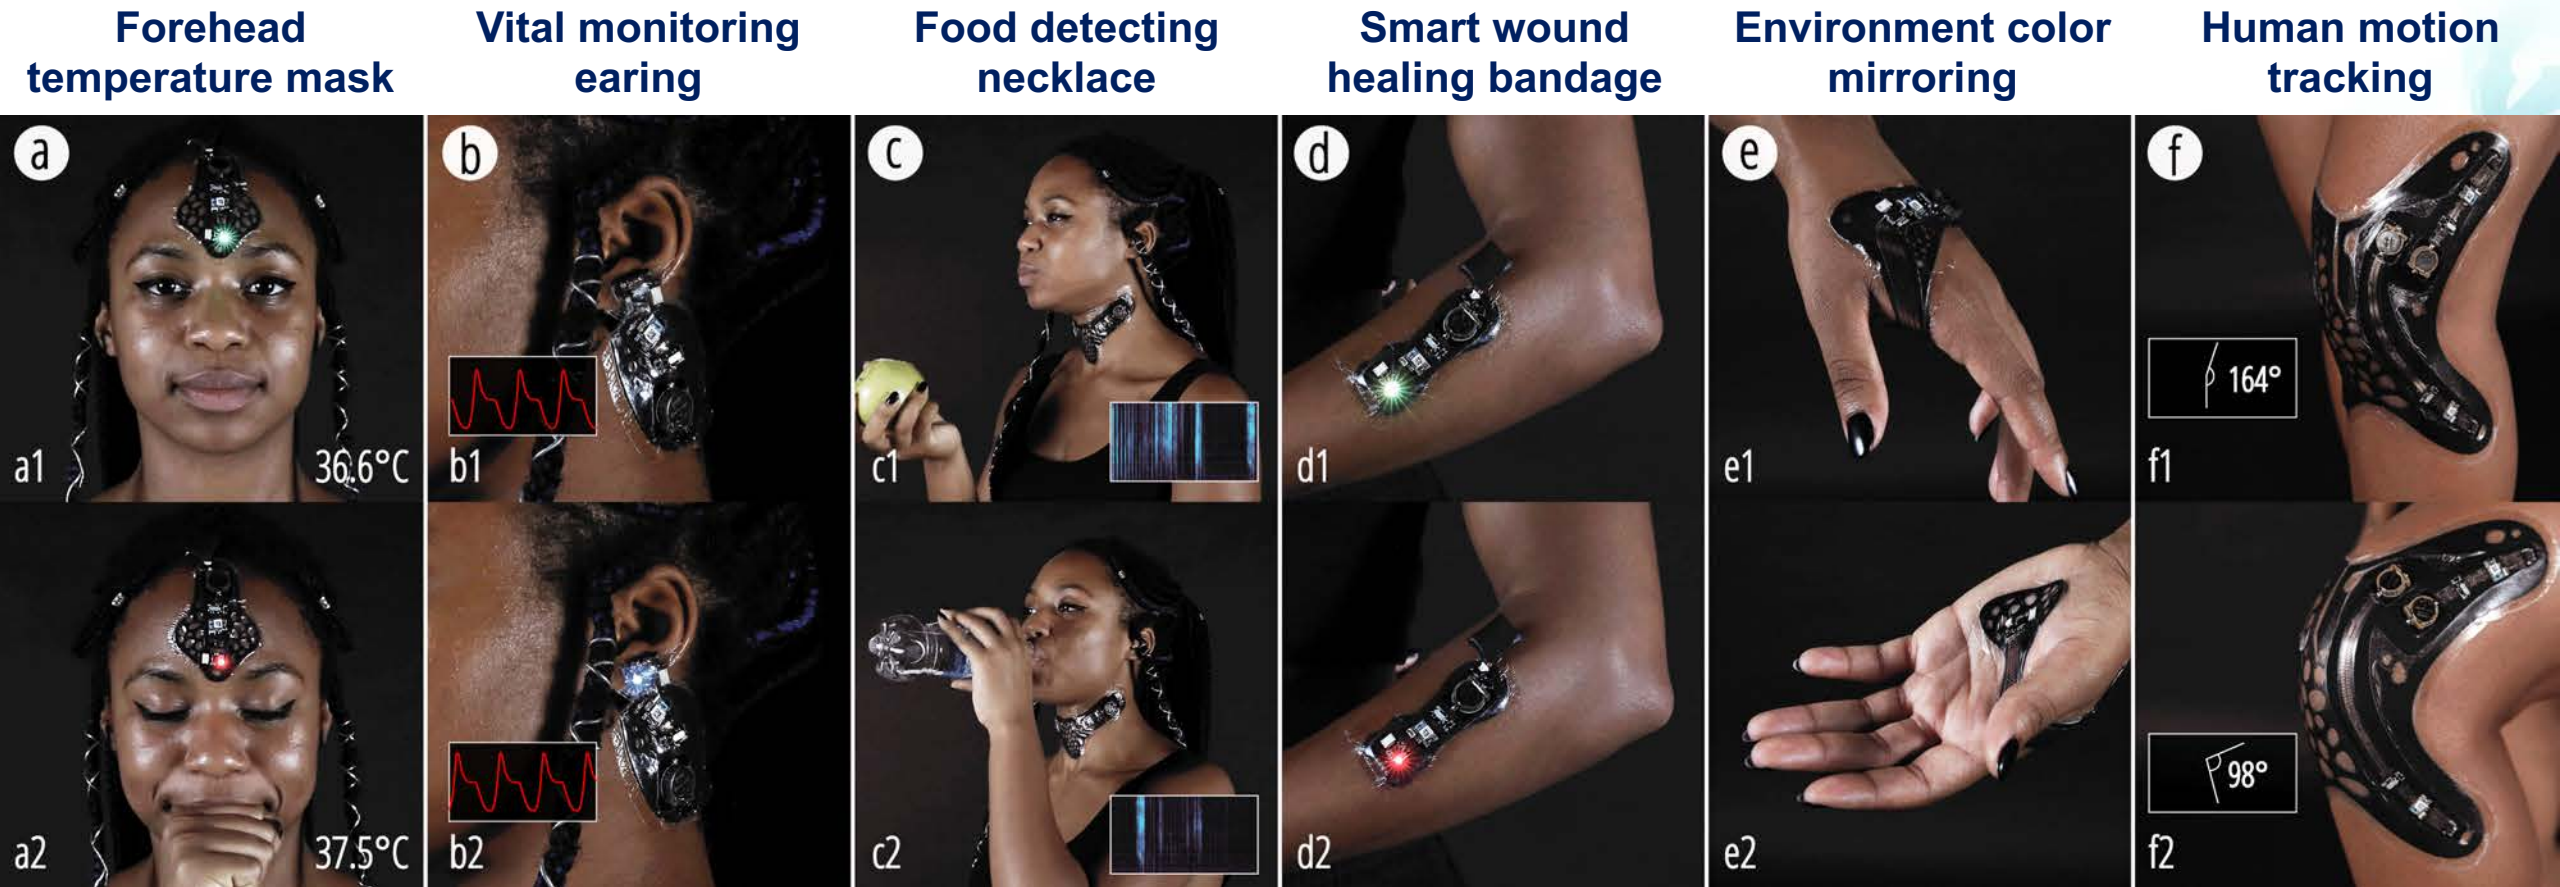 Forehead
temperature mask
Vital monitoring
earing
Food detecting
necklace
Smart wound
healing bandage
Environment color
mirroring
Human motion
tracking
a
b
c
d
e
f
a1
36.6°C
b1
c1
d1
e1
164°
f1
a2
37.5°C
b2
c2
d2
e2
98°
f2